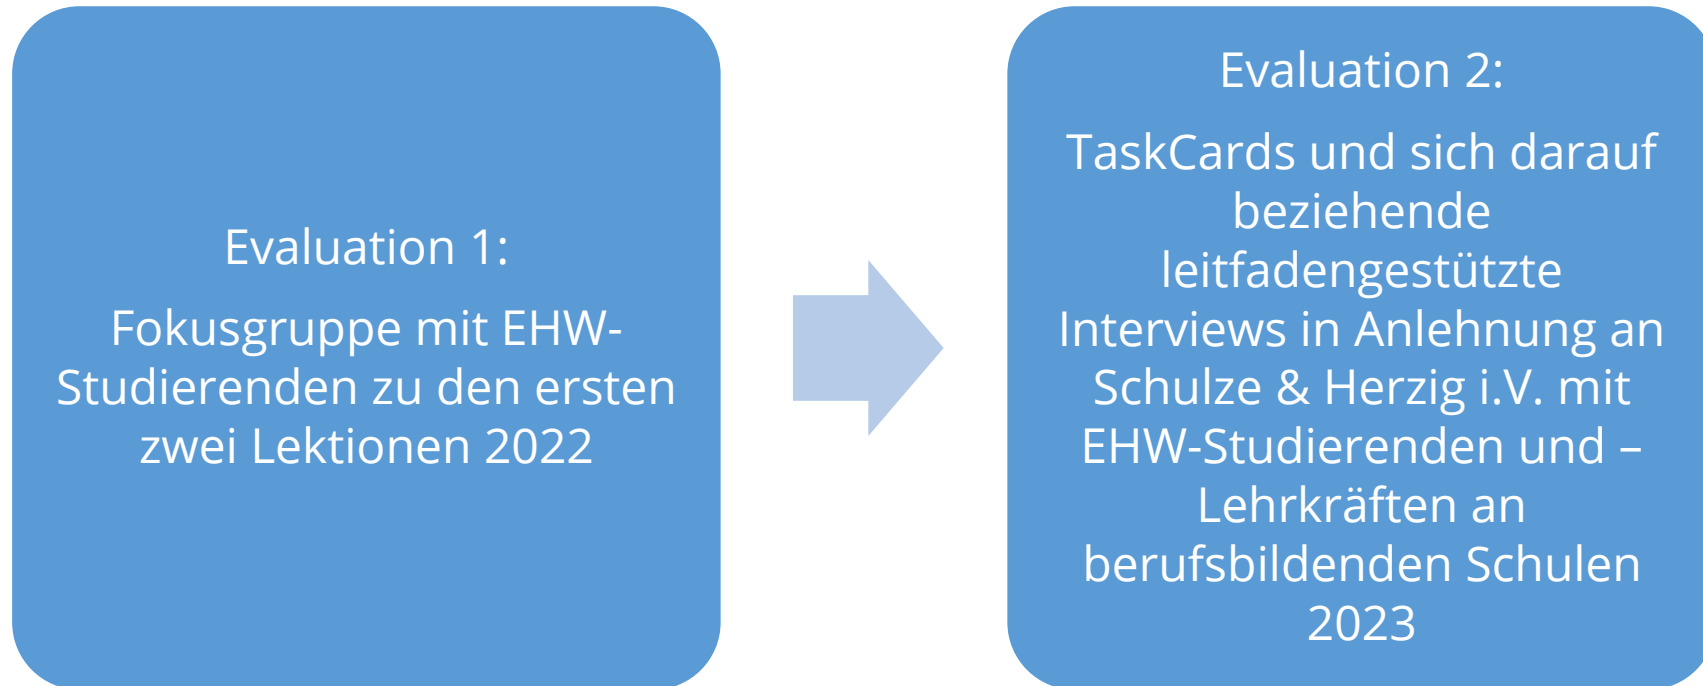 Evaluation 1:
Fokusgruppe mit EHW-
Studierenden zu den ersten
zwei Lektionen 2022
Evaluation 2:
TaskCards und sich darauf
beziehende
leitfadengestützte
Interviews in Anlehnung an
Schulze & Herzig i.V. mit
EHW-Studierenden und –
Lehrkräften an
berufsbildenden Schulen
2023